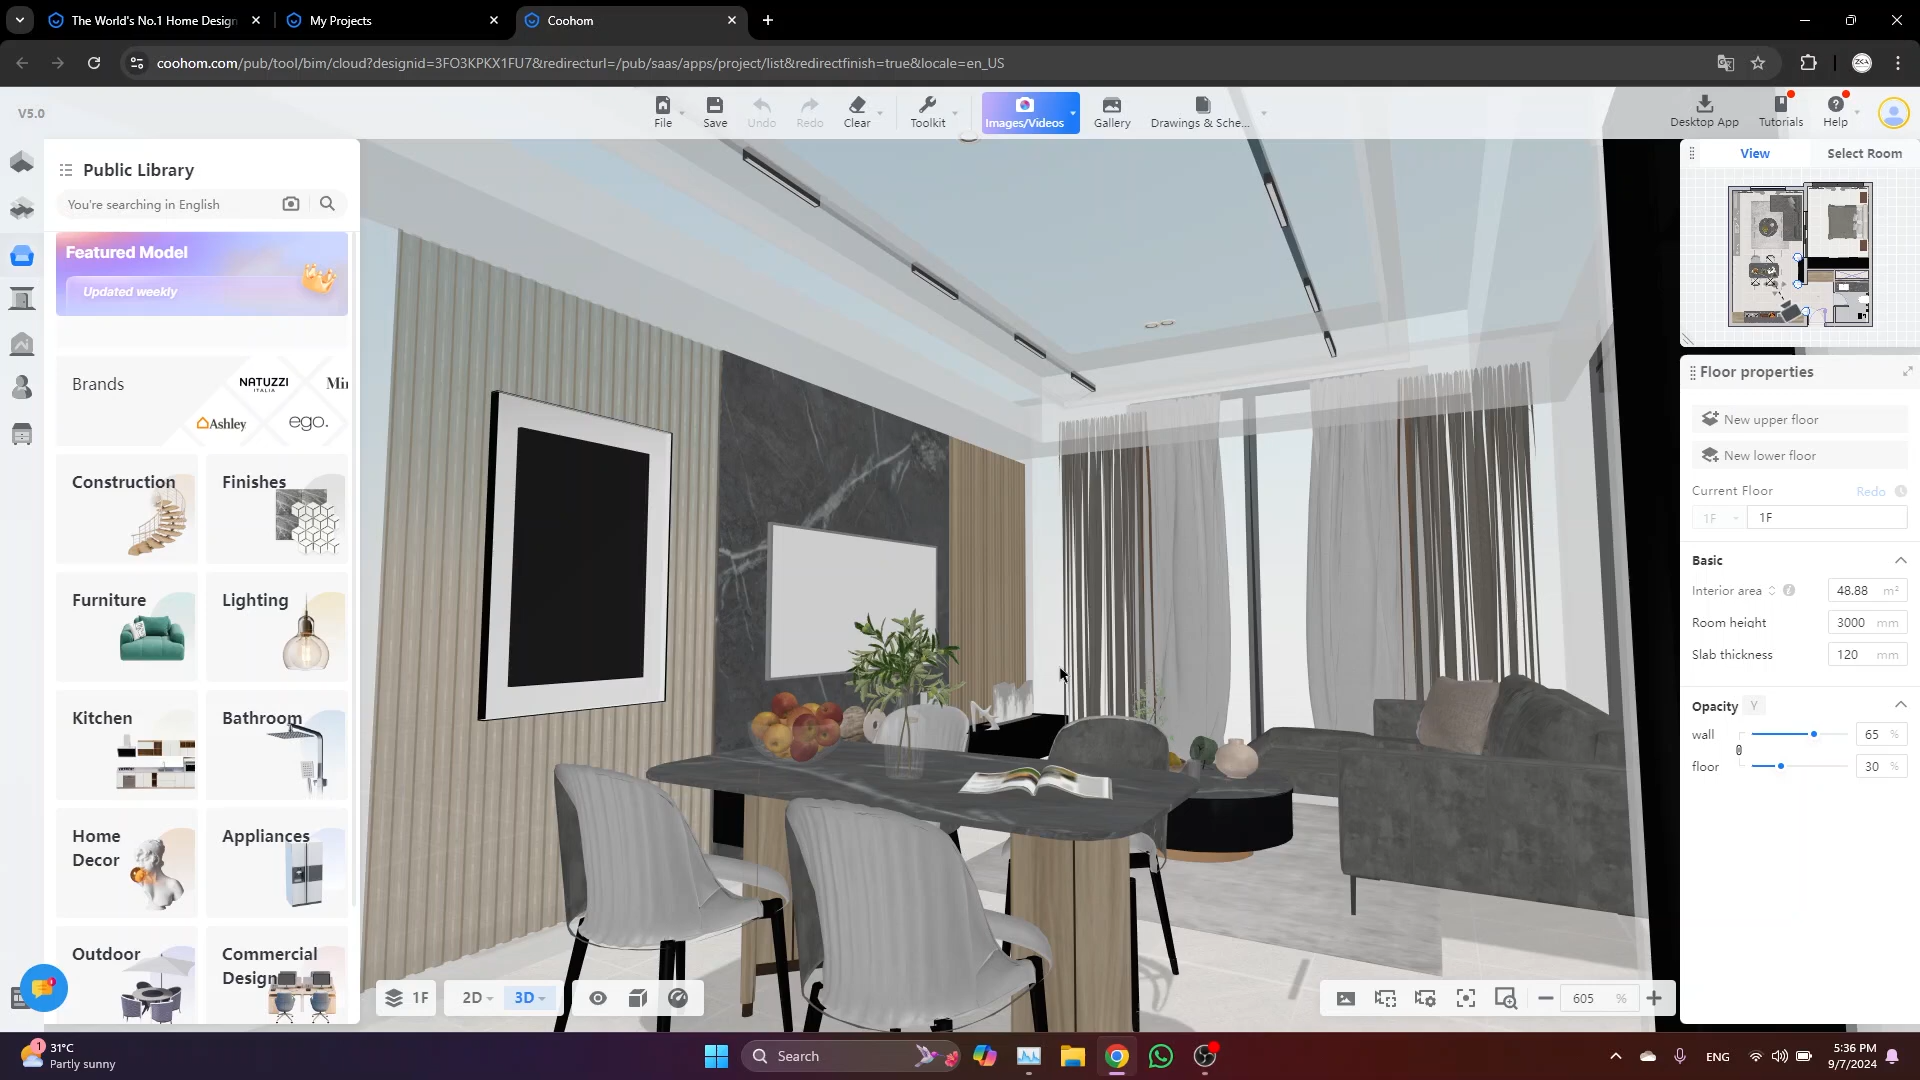 The World's No.1 Home Design
My Projects
Coohom
coohom.com/pub/tool/bim/cloud?designid=3FO3KPKX1FU7&redirecturl=/pub/saas/apps/project/list&redirectfinish=true&locale=en_US
V5.0
File
Save
Undo
Redo
Clear
Toolkit
Images/Videos
Gallery
Drawings & Sche...
Desktop App
Tutorials
Help
Public Library
You're searching in English
Featured Model
Updated weekly
Brands
NATUZZI
ITALIA
Ashley
ego.
Construction
Finishes
Furniture
Lighting
Kitchen
Bathroom
Home
Decor
Appliances
Outdoor
Commercial
Design
1F
2D
3D
605 %
View
Select Room
Floor properties
New upper floor
New lower floor
Current Floor
Redo
1F
1F
Basic
Interior area
48.88 m²
Room height
3000 mm
Slab thickness
120 mm
Opacity Y
wall
65 %
floor
30 %
1
31°C
Partly sunny
Search
ENG
5:36 PM
9/7/2024